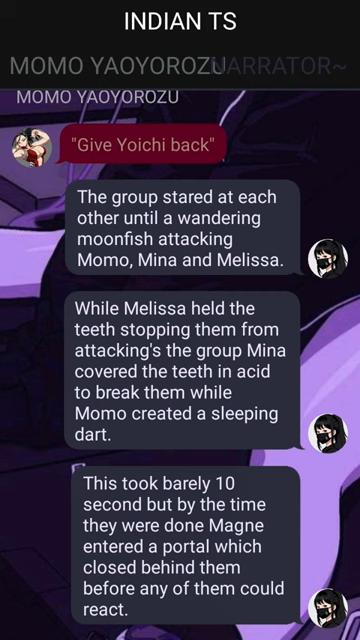 INDIAN TS
MOMO YAOYOROZU
NARRATOR~
MOMO YAOYOROZU
"Give Yoichi back"
The group stared at each
other until a wandering
moonfish attacking
Momo, Mina and Melissa.
While Melissa held the
teeth stopping them from
attacking's the group Mina
covered the teeth in acid
to break them while
Momo created a sleeping
dart.
This took barely 10
second but by the time
they were done Magne
entered a portal which
closed behind them
before any of them could
react.